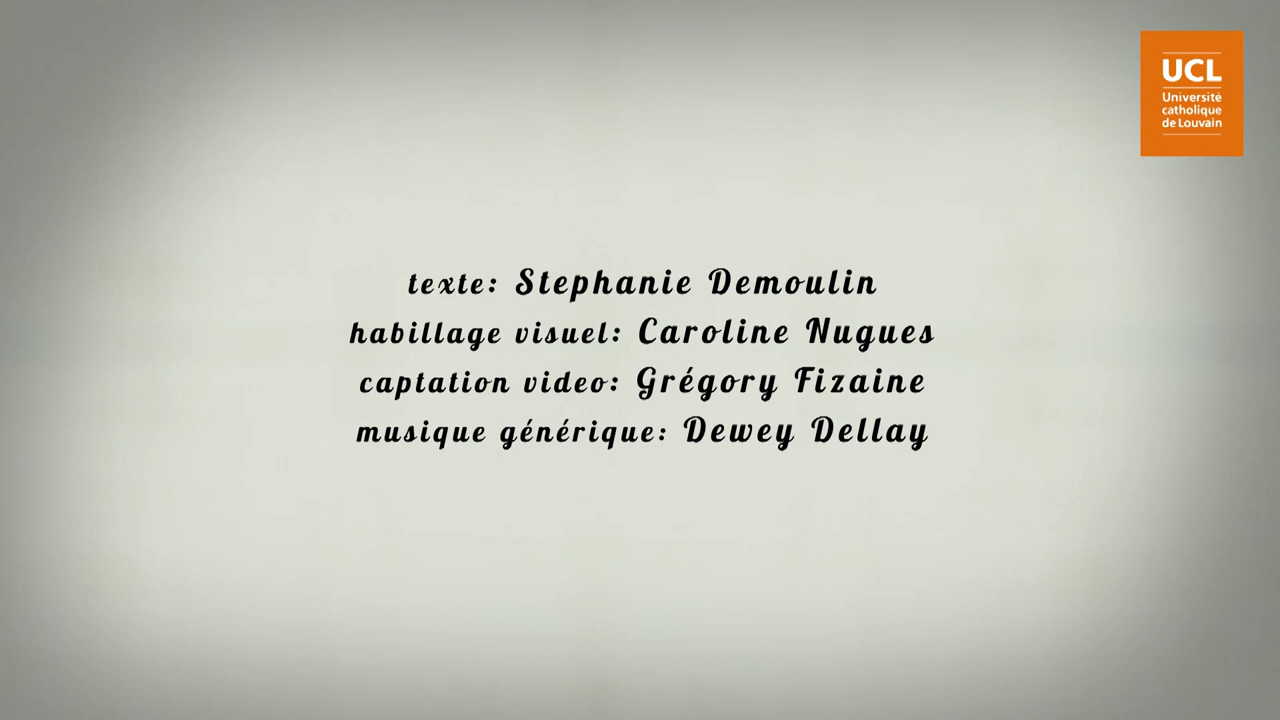 UCL
Université
catholique
de Louvain
texte: Stephanie Demoulin
habillage visuel: Caroline Nugues
captation video: Grégory Fizaine
musique générique: Dewey Dellay